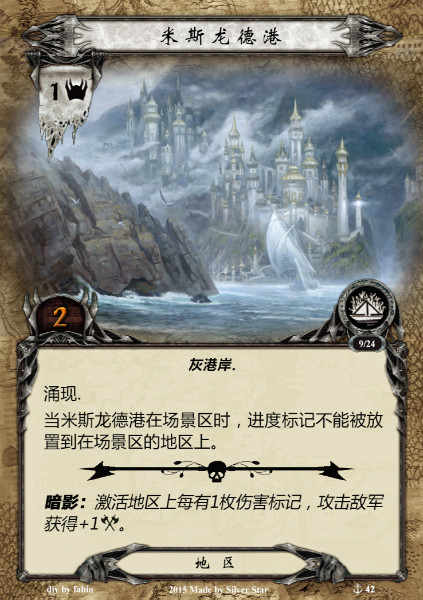 米斯龙德港
1
2
9/24
灰港岸.
涌现.
当米斯龙德港在场景区时，进度标记不能被放
置到在场景区的地区上。
暗影：激活地区上每有1枚伤害标记，攻击敌军
获得+1。
地 区
diy by fabio 2015 Made by Silver Star 42